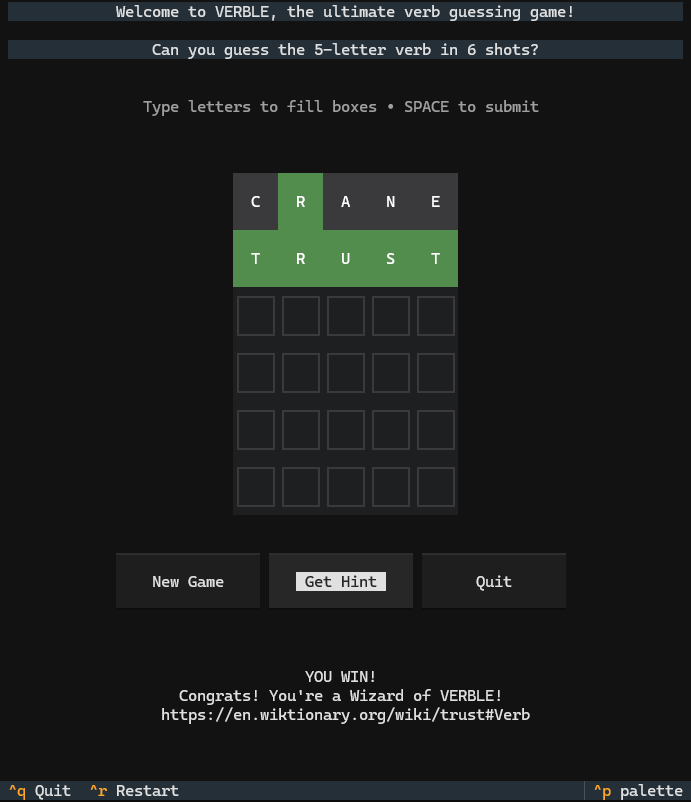 Welcome to VERBLE, the ultimate verb guessing game!
Can you guess the 5-letter verb in 6 shots?
Type letters to fill boxes • SPACE to submit
C R A N E
T R U S T
New Game Get Hint Quit
YOU WIN!
Congrats! You're a Wizard of VERBLE!
https://en.wiktionary.org/wiki/trust#Verb
^q Quit ^r Restart ^p palette